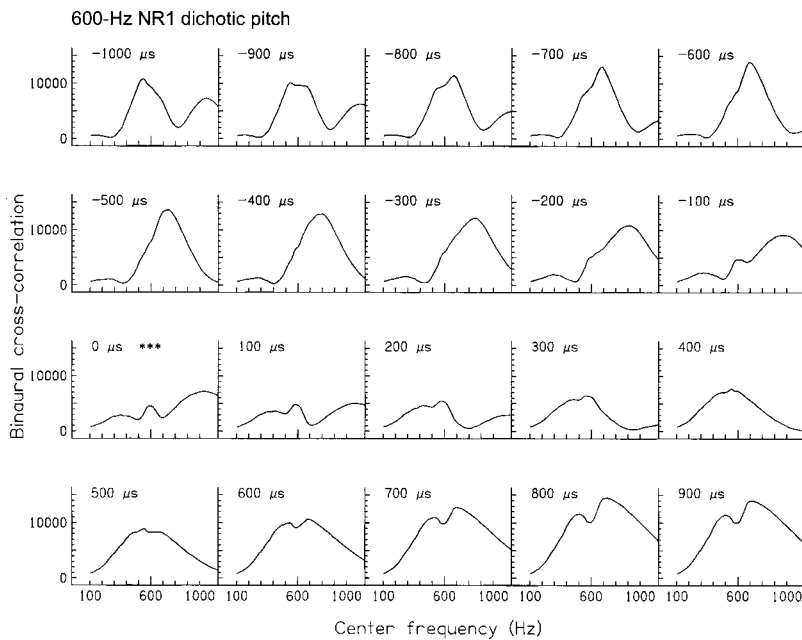 600-Hz NR1 dichotic pitch
-1000 μs
-900 μs
-800 μs
-700 μs
-600 μs
10000
0
-500 μs
-400 μs
-300 μs
-200 μs
-100 μs
10000
0
Binaural cross-correlation
0 μs ***
100 μs
200 μs
300 μs
400 μs
10000
0
500 μs
600 μs
700 μs
800 μs
900 μs
10000
0
100 600 1000
100 600 1000
100 600 1000
100 600 1000
100 600 1000
Center frequency (Hz)